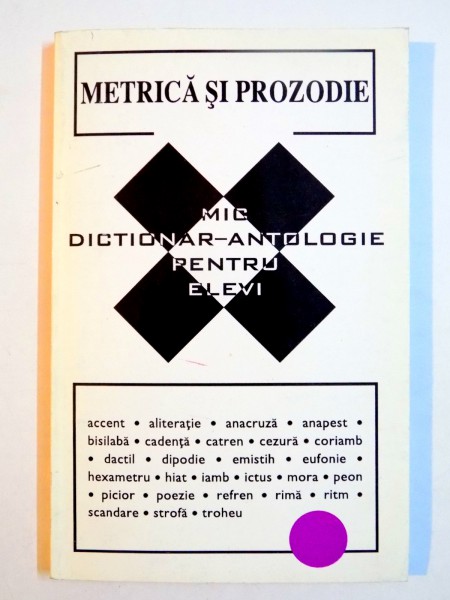 METRICĂ ŞI PROZODIE
MIC
DICTIONAR-ANTOLOGIE
PENTRU
ELEVI
accent • aliteraţie • anacruză • anapest •
bisilabă • cadenţă • catren • cezură • coriamb
• dactil • dipodie • emistih • eufonie •
hexametru • hiat • iamb • ictus • mora • peon
• picior • poezie • refren • rimă • ritm •
scandare • strofă • troheu